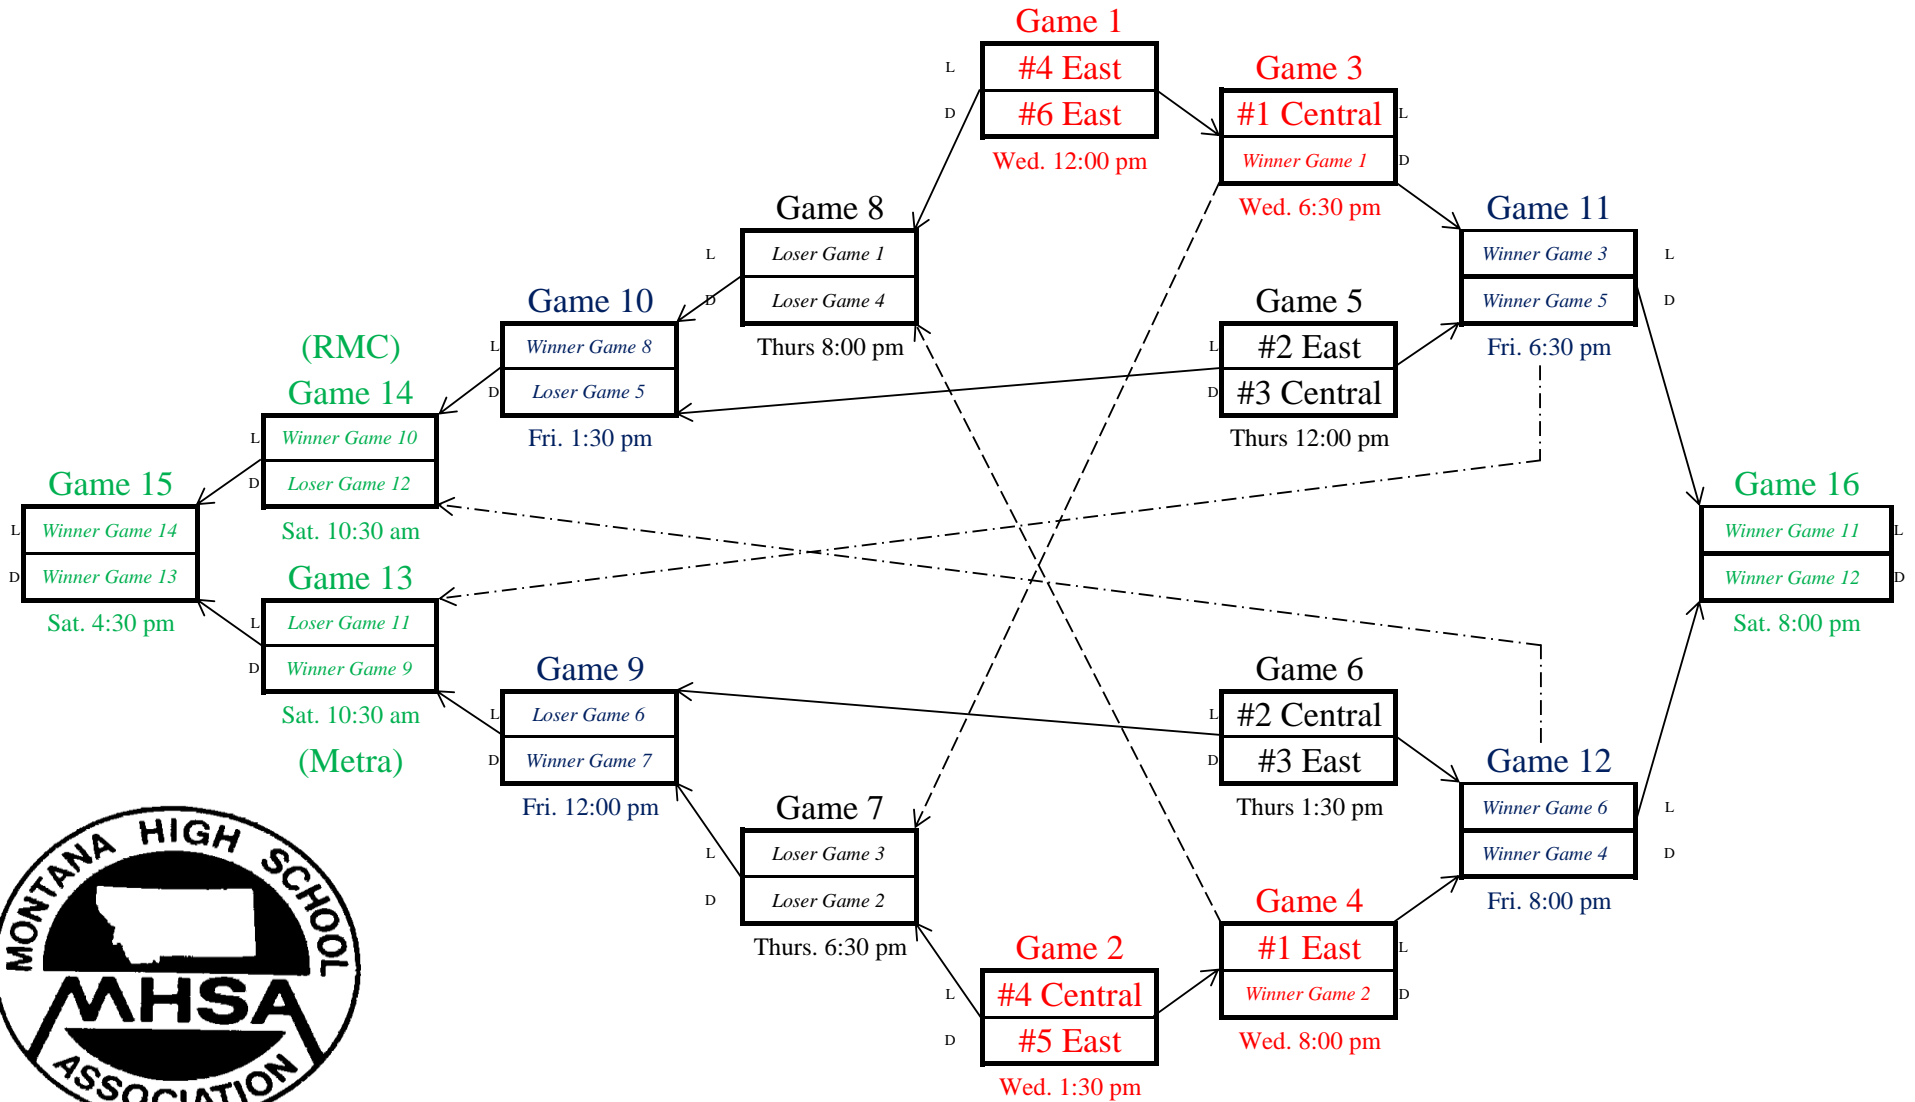 Game 1
L
#4 East
D
#6 East
Wed. 12:00 pm
Game 3
#1 Central
L
Winner Game 1
D
Wed. 6:30 pm
Game 8
L
Loser Game 1
D
Loser Game 4
Thurs 8:00 pm
Game 11
Winner Game 3
L
Winner Game 5
D
Fri. 6:30 pm
Game 10
L
Winner Game 8
D
Loser Game 5
Fri. 1:30 pm
Game 5
L
#2 East
D
#3 Central
Thurs 12:00 pm
(RMC)
Game 14
L
Winner Game 10
D
Loser Game 12
Sat. 10:30 am
Game 15
L
Winner Game 14
D
Winner Game 13
Sat. 4:30 pm
Game 16
Winner Game 11
L
Winner Game 12
D
Sat. 8:00 pm
Game 13
L
Loser Game 11
D
Winner Game 9
Sat. 10:30 am
(Metra)
Game 9
L
Loser Game 6
D
Winner Game 7
Fri. 12:00 pm
Game 6
L
#2 Central
D
#3 East
Thurs 1:30 pm
Game 12
Winner Game 6
L
Winner Game 4
D
Fri. 8:00 pm
Game 7
L
Loser Game 3
D
Loser Game 2
Thurs. 6:30 pm
Game 4
#1 East
L
Winner Game 2
D
Wed. 8:00 pm
Game 2
L
#4 Central
D
#5 East
Wed. 1:30 pm
MONTANA HIGH SCHOOL
MHSA
ASSOCIATION